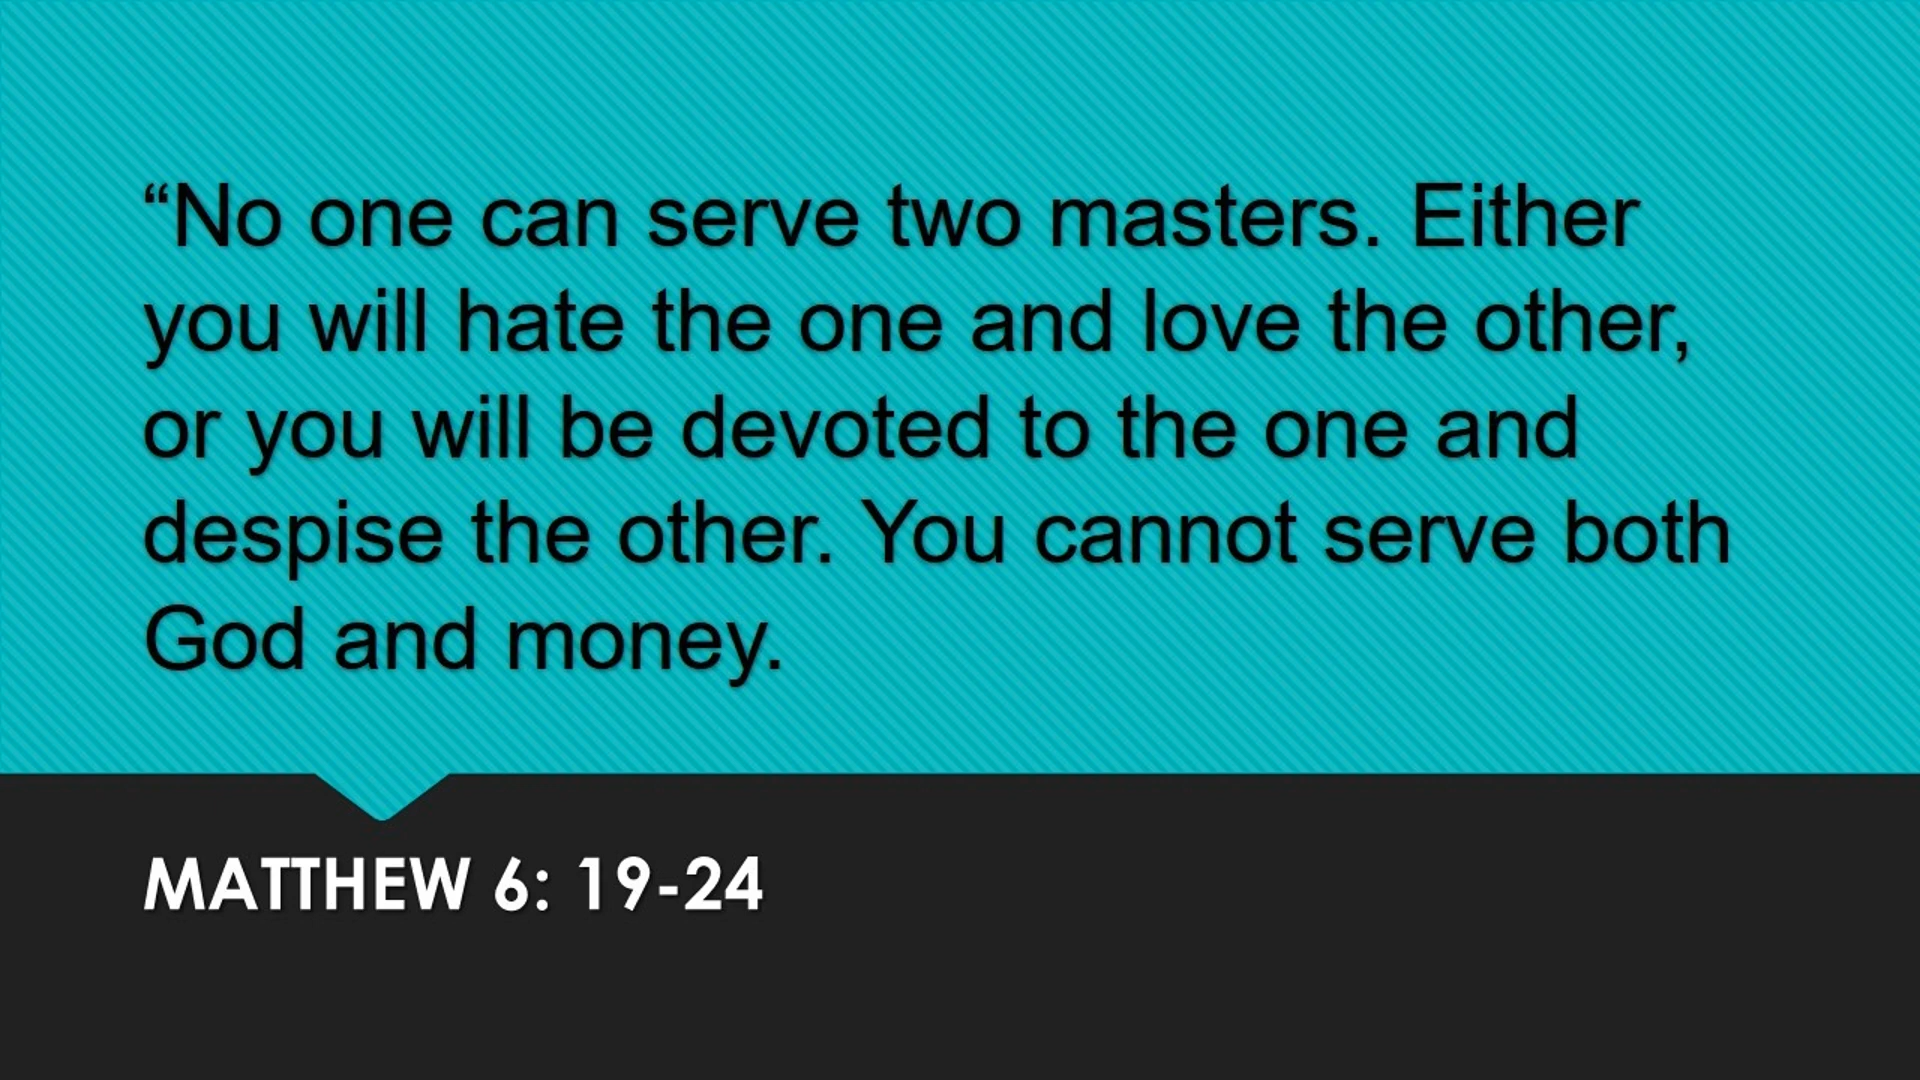 “No one can serve two masters. Either
you will hate the one and love the other,
or you will be devoted to the one and
despise the other. You cannot serve both
God and money.
MATTHEW 6: 19-24